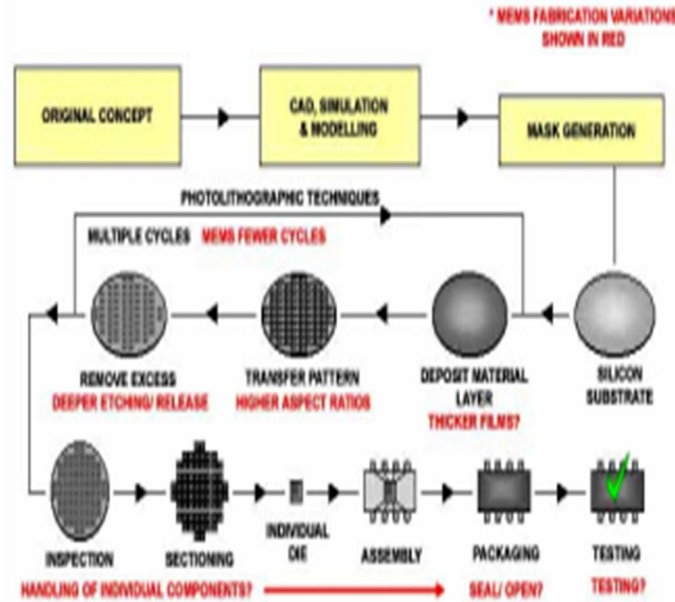 * MEMS FABRICATION VARIATIONS
SHOWN IN RED
ORIGINAL CONCEPT
CAD, SIMULATION
& MODELLING
MASK GENERATION
PHOTOLITHOGRAPHIC TECHNIQUES
MULTIPLE CYCLES MEMS FEWER CYCLES
REMOVE EXCESS
DEEPER ETCHING/ RELEASE
TRANSFER PATTERN
HIGHER ASPECT RATIOS
DEPOSIT MATERIAL
LAYER
THICKER FILMS?
SILICON
SUBSTRATE
INSPECTION
SECTIONING
INDIVIDUAL
DIE
ASSEMBLY
PACKAGING
TESTING
HANDLING OF INDIVIDUAL COMPONENTS?
SEAL/ OPEN?
TESTING?